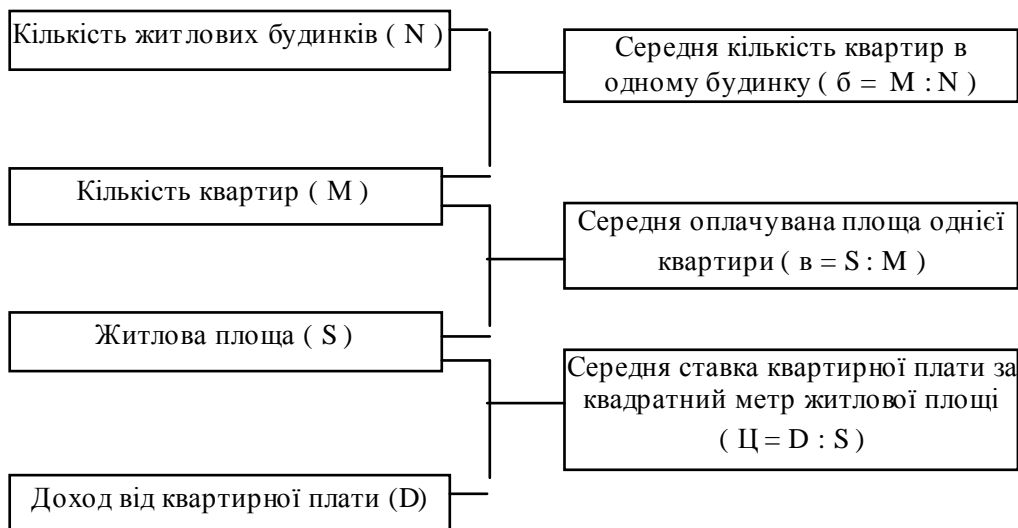 Кількість житлових будинків ( N )
Середня кількість квартир в
одному будинку ( б = M : N )
Кількість квартир ( M )
Середня оплачувана площа однієї
квартири ( в = S : M )
Житлова площа ( S )
Середня ставка квартирної плати за
квадратний метр житлової площі
( Ц = D : S )
Доход від квартирної плати (D)